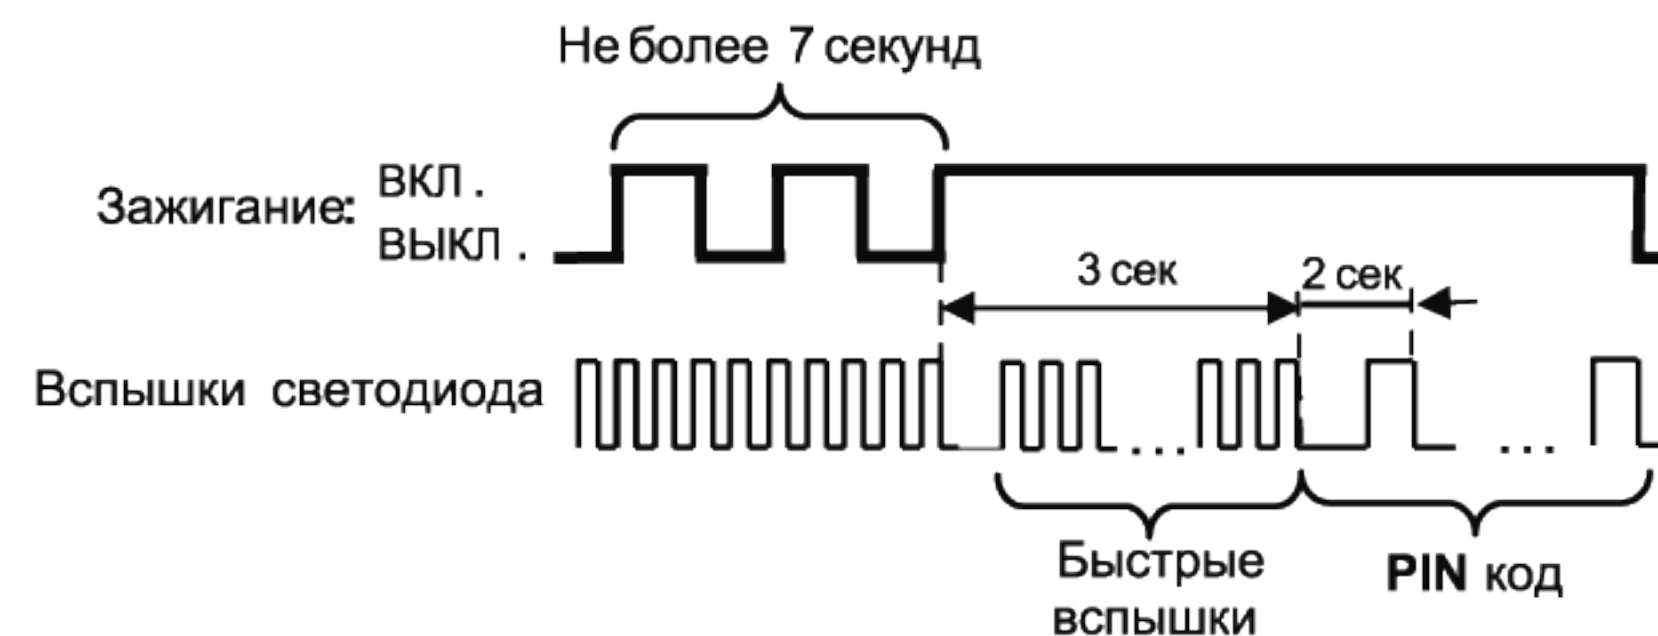 Не более 7 секунд
Зажигание:
ВКЛ.
ВЫКЛ.
3 сек
2 сек
Вспышки светодиода
...
...
Быстрые
вспышки
PIN код